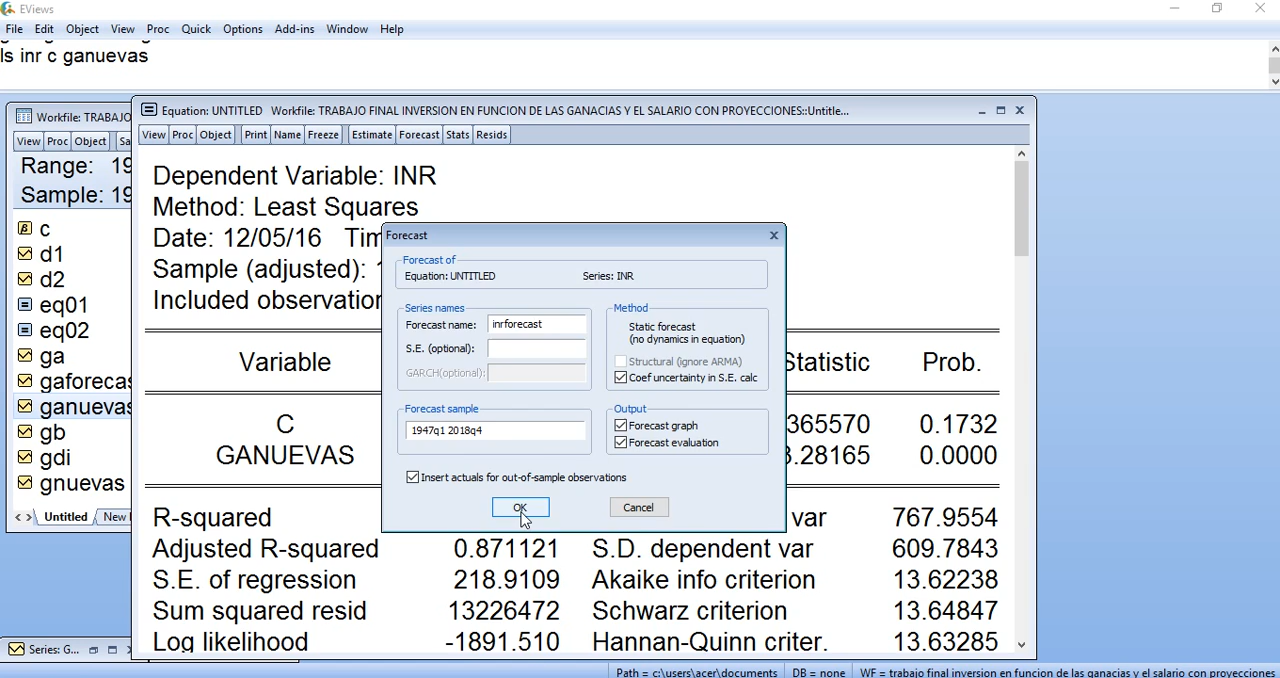 EViews
File Edit Object View Proc Quick Options Add-ins Window Help
ls inr c ganuevas
Workfile: TRABAJO
View Proc Object Sa
Range: 19
Sample: 19
c
d1
d2
eq01
eq02
ga
gaforecas
ganuevas
gb
gdi
gnuevas
Untitled New
Series: G...
Equation: UNTITLED Workfile: TRABAJO FINAL INVERSION EN FUNCION DE LAS GANACIAS Y EL SALARIO CON PROYECCIONES::Untitle...
View Proc Object Print Name Freeze Estimate Forecast Stats Resids
Dependent Variable: INR
Method: Least Squares
Date: 12/05/16 Tim
Sample (adjusted): 1
Included observation
Variable Statistic Prob.
C 365570 0.1732
GANUEVAS 3.28165 0.0000
R-squared var 767.9554
Adjusted R-squared 0.871121 S.D. dependent var 609.7843
S.E. of regression 218.9109 Akaike info criterion 13.62238
Sum squared resid 13226472 Schwarz criterion 13.64847
Log likelihood -1891.510 Hannan-Quinn criter. 13.63285
Forecast
Forecast of
Equation: UNTITLED Series: INR
Series names
Forecast name: inrforecast
S.E. (optional):
GARCH(optional):
Method
Static forecast
(no dynamics in equation)
Structural (ignore ARMA)
Coef uncertainty in S.E. calc
Forecast sample
1947q1 2018q4
Output
Forecast graph
Forecast evaluation
Insert actuals for out-of-sample observations
OK Cancel
Path = c:\users\acer\documents DB = none WF = trabajo final inversion en funcion de las ganacias y el salario con proyecciones